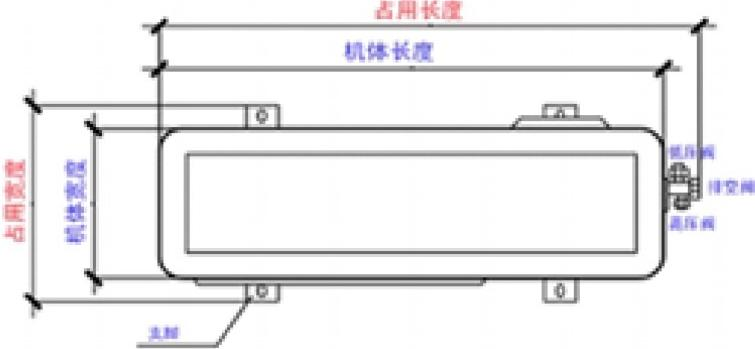 占用长度
机体长度
占用宽度
机体宽度
低压阀
排空阀
高压阀
支脚